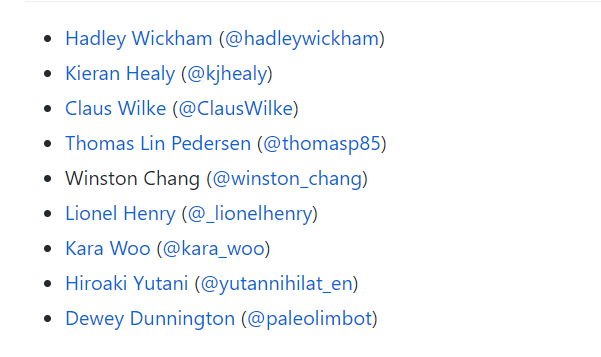 Hadley Wickham (@hadleywickham)
Kieran Healy (@kjhealy)
Claus Wilke (@ClausWilke)
Thomas Lin Pedersen (@thomasp85)
Winston Chang (@winston_chang)
Lionel Henry (@_lionelhenry)
Kara Woo (@kara_woo)
Hiroaki Yutani (@yutannihilat_en)
Dewey Dunnington (@paleolimbot)